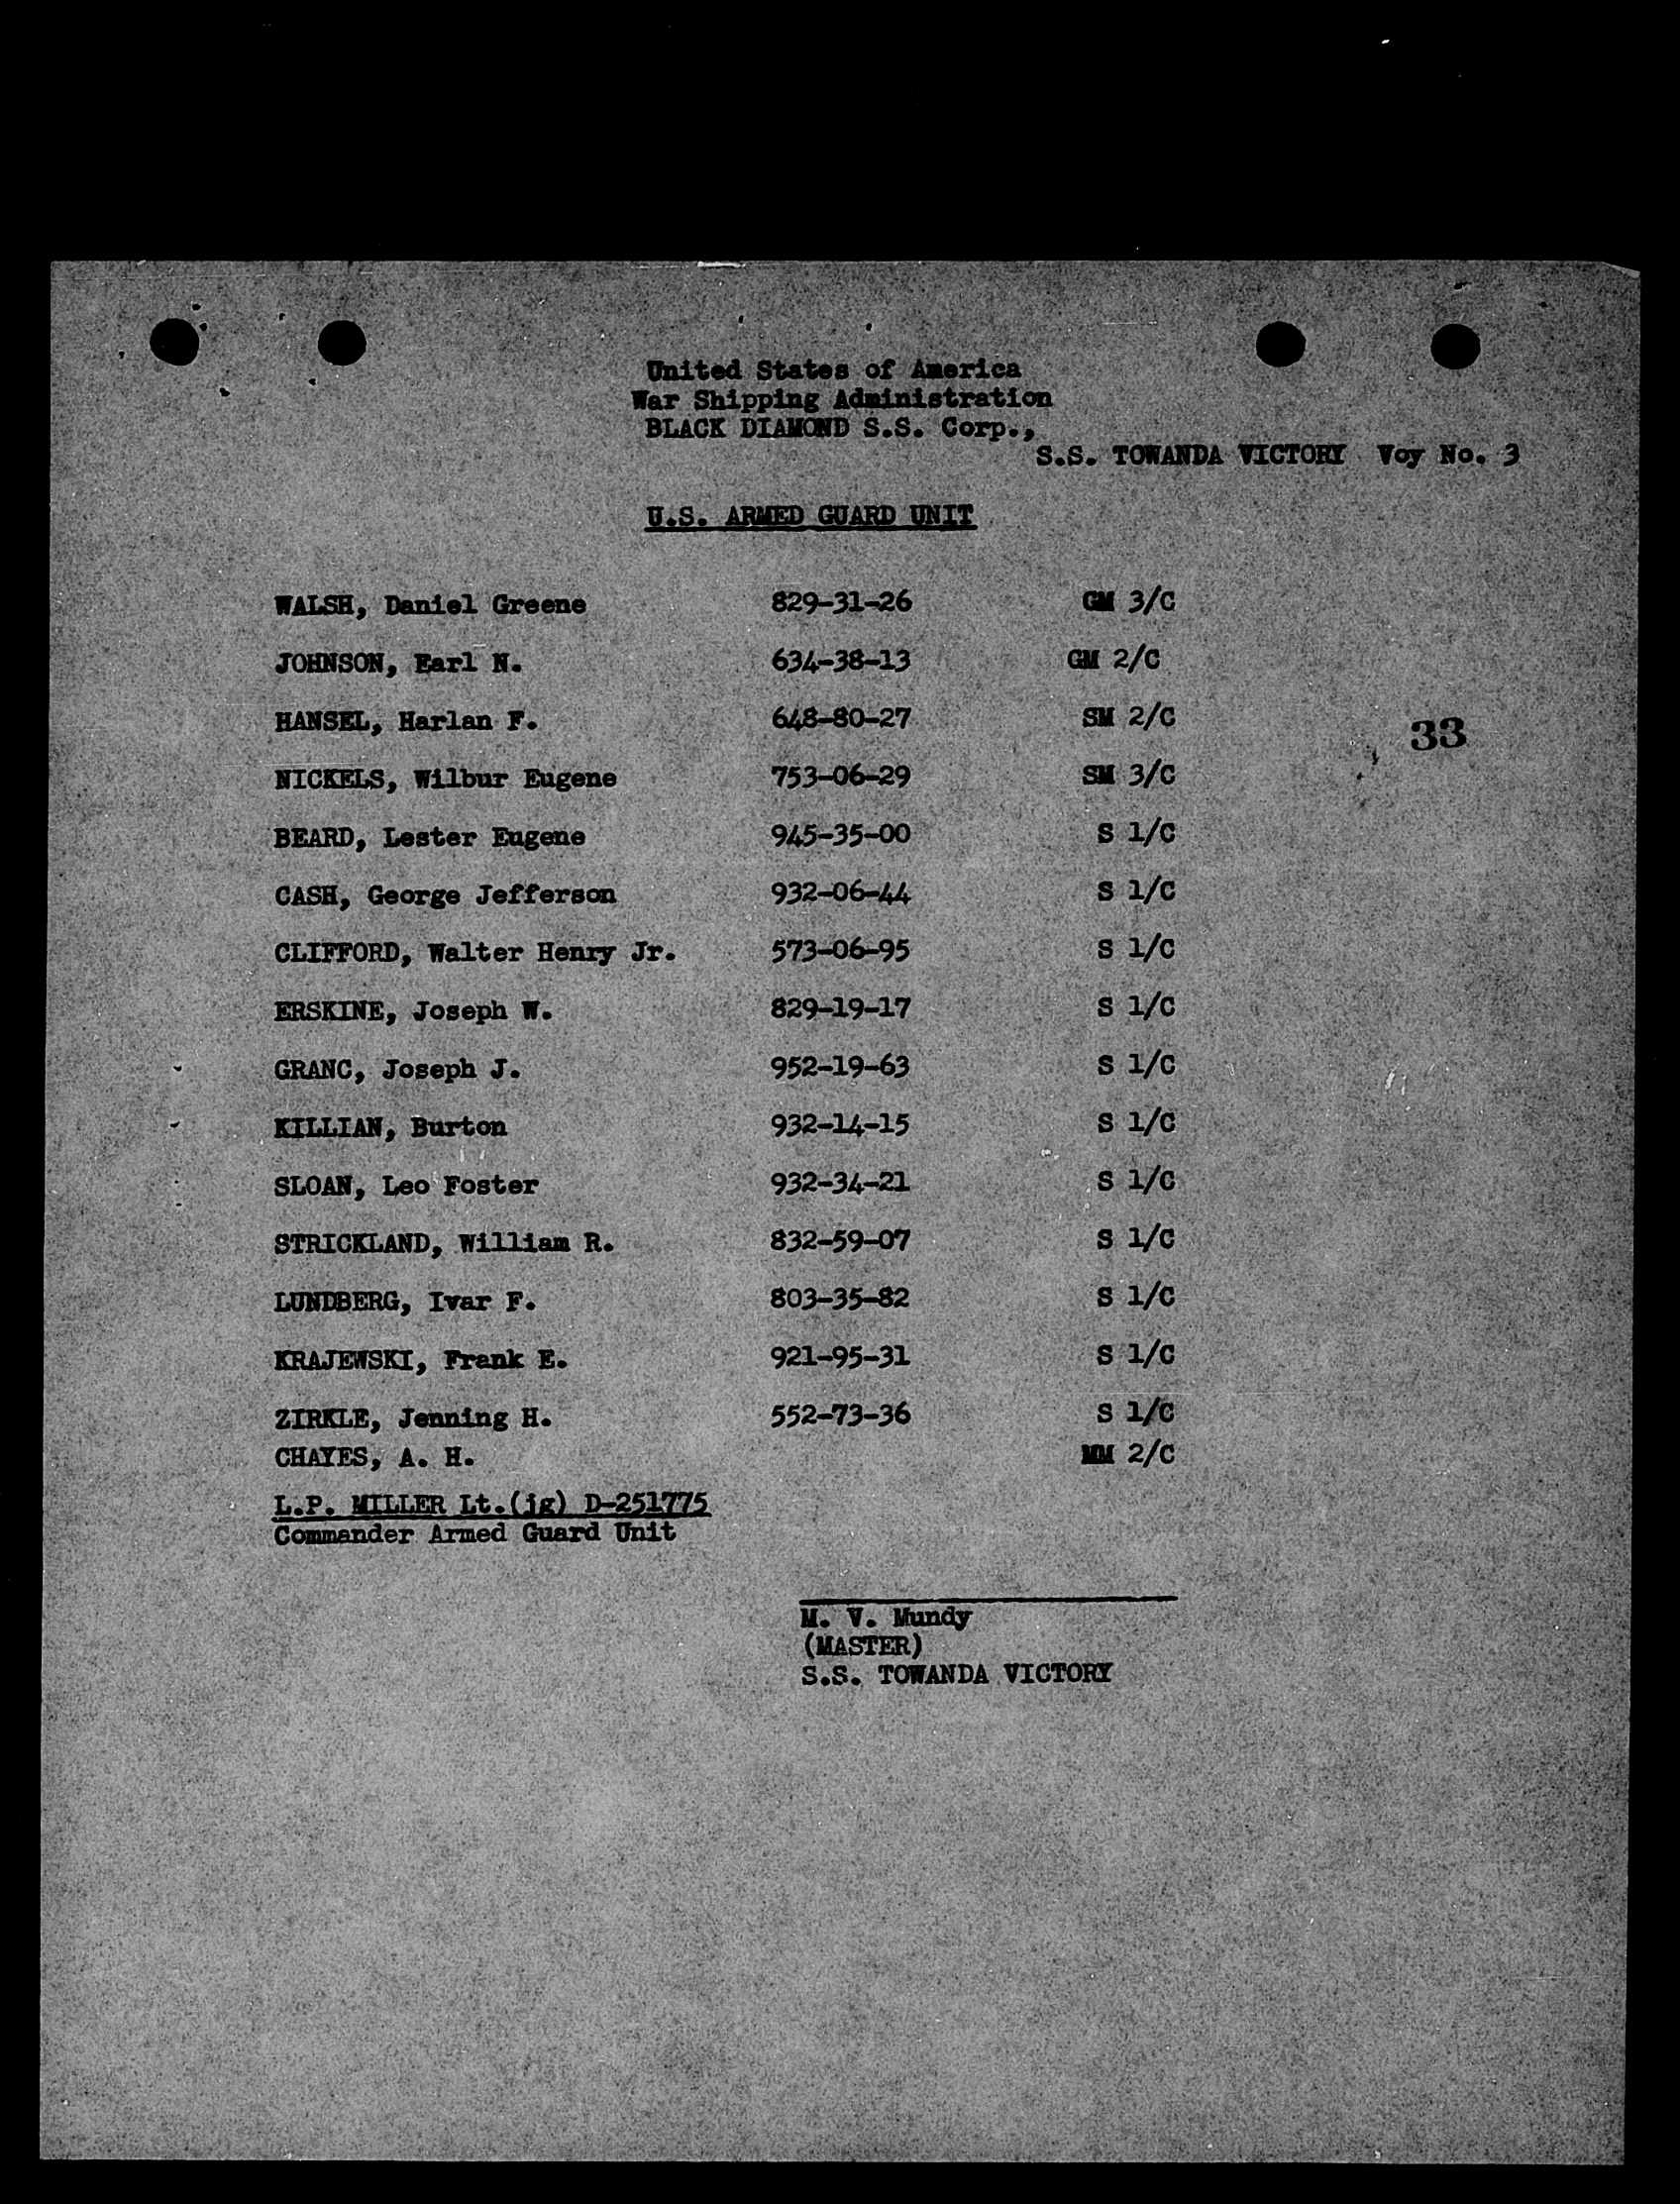 United States of America
War Shipping Administration
BLACK DIAMOND S.S. Corp.,
S.S. TOWANDA VICTORY Voy No. 3
U.S. ARMED GUARD UNIT
WALSH, Daniel Greene 829-31-26 GM 3/C
JOHNSON, Earl N. 634-38-13 GM 2/C
HANSEL, Harlan F. 648-80-27 SM 2/C
33
NICKELS, Wilbur Eugene 753-06-29 SM 3/C
BEARD, Lester Eugene 945-35-00 S 1/C
CASH, George Jefferson 932-06-44 S 1/C
CLIFFORD, Walter Henry Jr. 573-06-95 S 1/C
ERSKINE, Joseph W. 829-19-17 S 1/C
GRANC, Joseph J. 952-19-63 S 1/C
KILLIAN, Burton 932-14-15 S 1/C
SLOAN, Leo Foster 932-34-21 S 1/C
STRICKLAND, William R. 832-59-07 S 1/C
LUNDBERG, Ivar F. 803-35-82 S 1/C
KRAJEWSKI, Frank E. 921-95-31 S 1/C
ZIRKLE, Jenning H. 552-73-36 S 1/C
CHAYES, A. H. MM 2/C
L.P. MILLER Lt.(jg) D-251775
Commander Armed Guard Unit
M. V. Mundy
(MASTER)
S.S. TOWANDA VICTORY